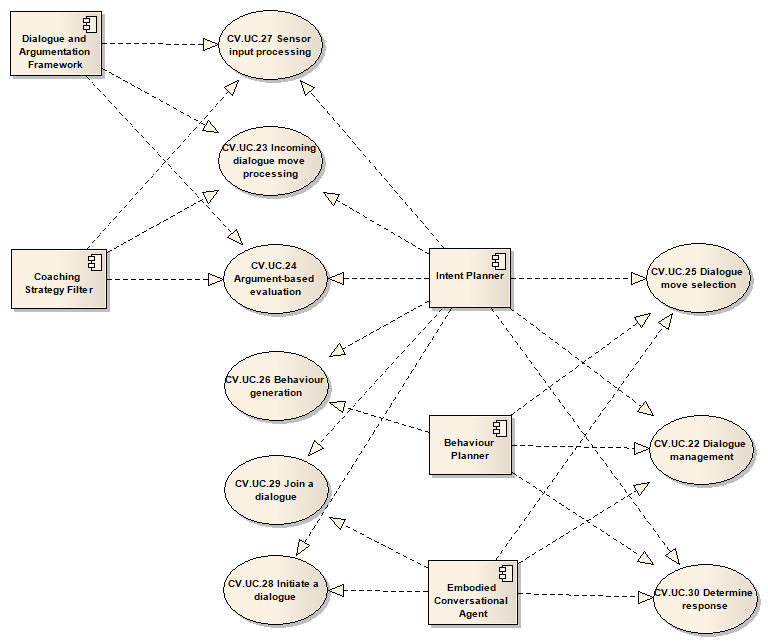 Dialogue and
Argumentation
Framework
CV.UC.27 Sensor
input processing
CV.UC.23 Incoming
dialogue move
processing
Coaching
Strategy Filter
CV.UC.24
Argument-based
evaluation
Intent Planner
CV.UC.25 Dialogue
move selection
CV.UC.26 Behaviour
generation
Behaviour
Planner
CV.UC.22 Dialogue
management
CV.UC.29 Join a
dialogue
CV.UC.28 Initiate a
dialogue
Embodied
Conversational
Agent
CV.UC.30 Determine
response